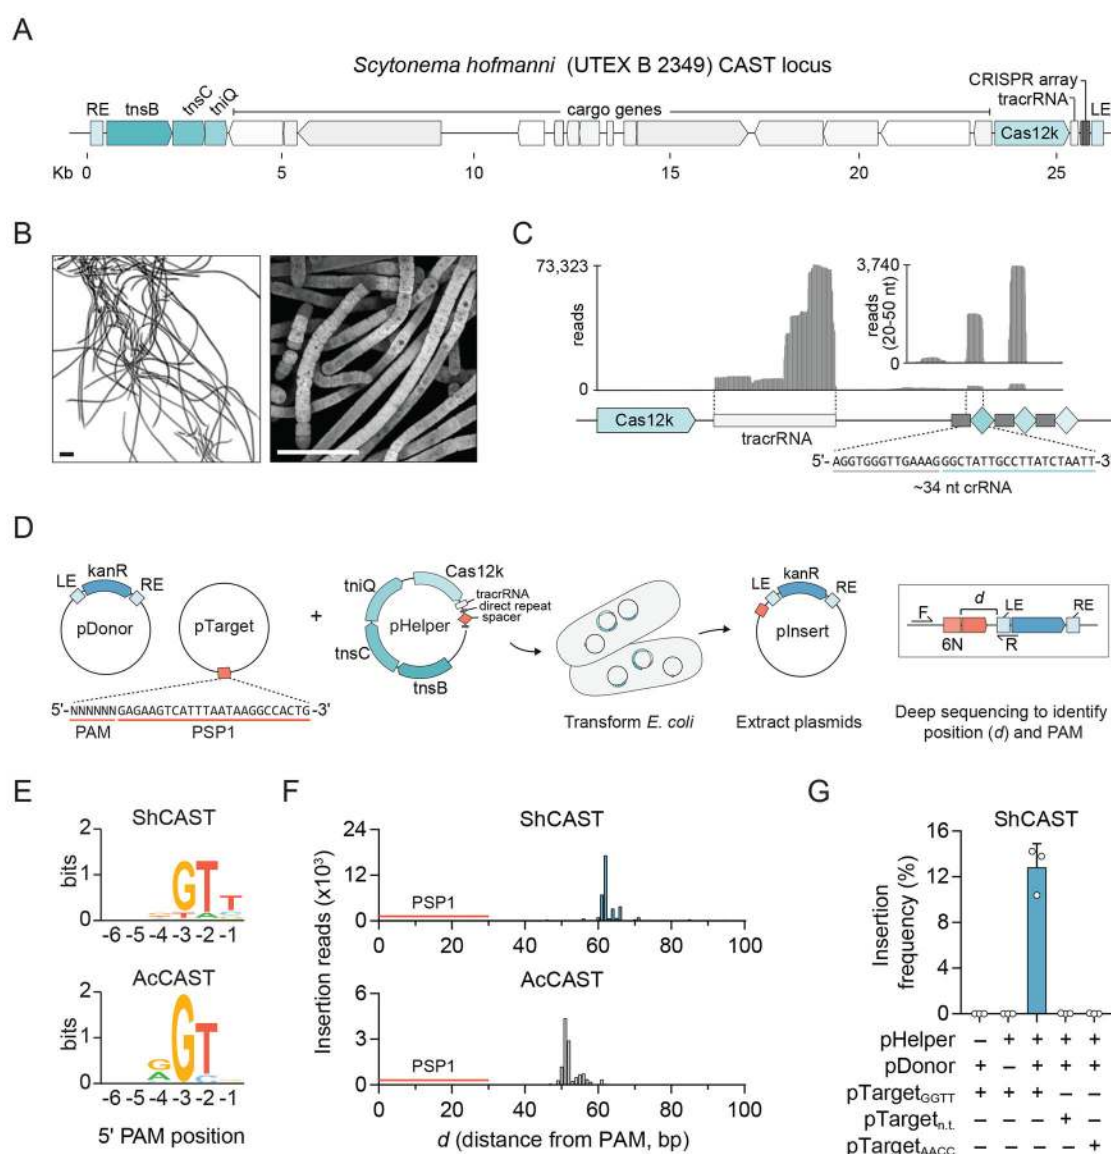 A
Scytonema hofmanni (UTEX B 2349) CAST locus
RE tnsB tnsC tniQ cargo genes Cas12k tracrRNA CRISPR array LE
Kb 0 5 10 15 20 25
B
C
73,323
reads
0
3,740
reads
(20-50 nt)
0
Cas12k
tracrRNA
5'-AGGTGGGTTGAAAGGGCTATTGCCTTATCTAATT-3'
~34 nt crRNA
D
LE kanR RE
pDonor
pTarget
5'-NNNNNNGAGAAGTCATTTAATAAGGCCACTG-3'
PAM PSP1
+
tniQ Cas12k
tracrRNA
direct repeat
spacer
pHelper
tnsC
tnsB
Transform E. coli
LE kanR RE
pInsert
Extract plasmids
F d LE RE
6N R
Deep sequencing to identify
position (d) and PAM
E
ShCAST
bits
2
1
0
G T T
T A
-6 -5 -4 -3 -2 -1
AcCAST
bits
2
1
0
G G T
A C
-6 -5 -4 -3 -2 -1
5' PAM position
F
ShCAST
Insertion reads (x10³)
24
12
0
PSP1
0 20 40 60 80 100
AcCAST
6
3
0
PSP1
0 20 40 60 80 100
d (distance from PAM, bp)
G
ShCAST
Insertion
frequency (%)
16
12
8
4
0
pHelper – + + + +
pDonor + – + + +
pTargetGGTT + + + – –
pTargetn.t. – – – + –
pTargetAACC – – – – +